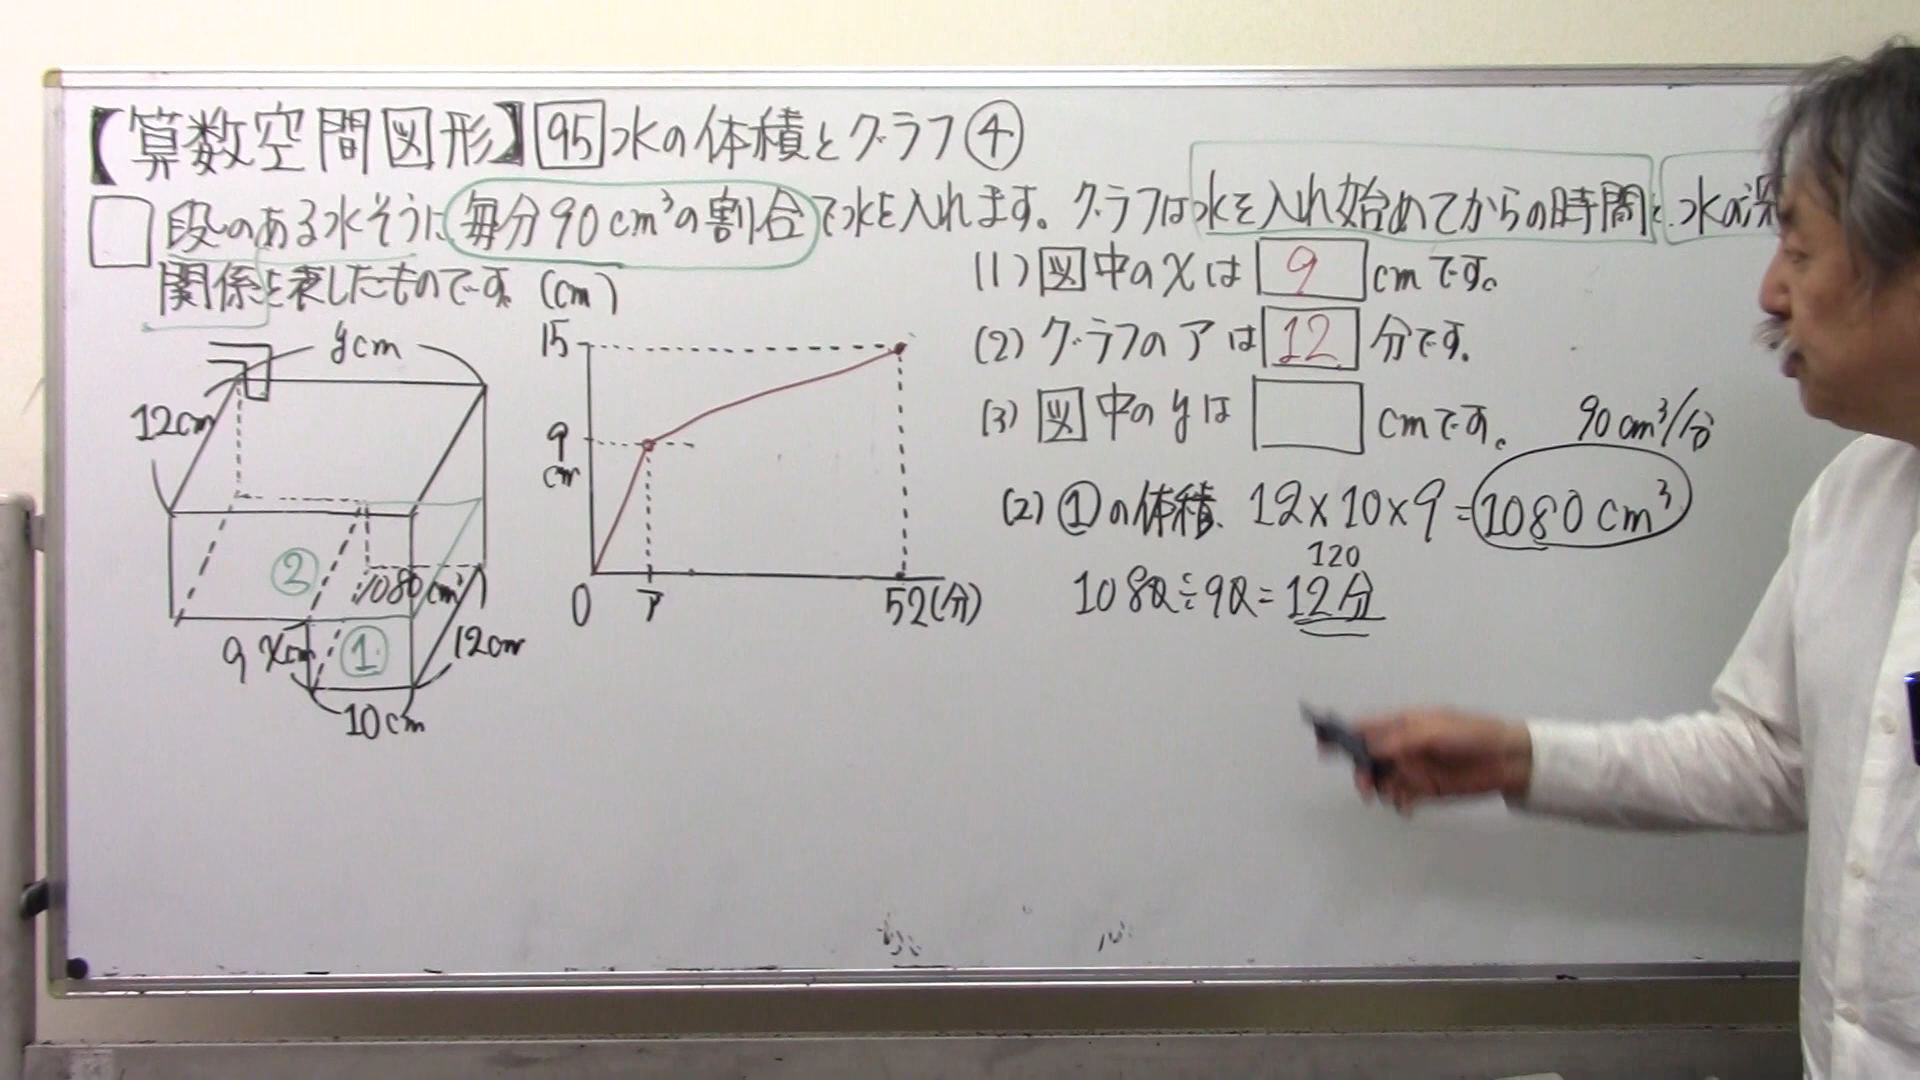 【算数空間図形】95 水の体積とグラフ④
段のある水そうに毎分90cm³の割合で水を入れます。グラフは水を入れ始めてからの時間と水の深
関係を表したものです。
(1) 図中のxは 9 cmです。
(2) グラフのアは 12 分です。
(3) 図中のyは cmです。
90cm³/分
(2) ①の体積 12×10×9=1080cm³
120
1080÷90=12分
ycm
12cm
②
1080cm³
9 xcm
①
12cm
10cm
(cm)
15
9
cm
0
ア
52(分)